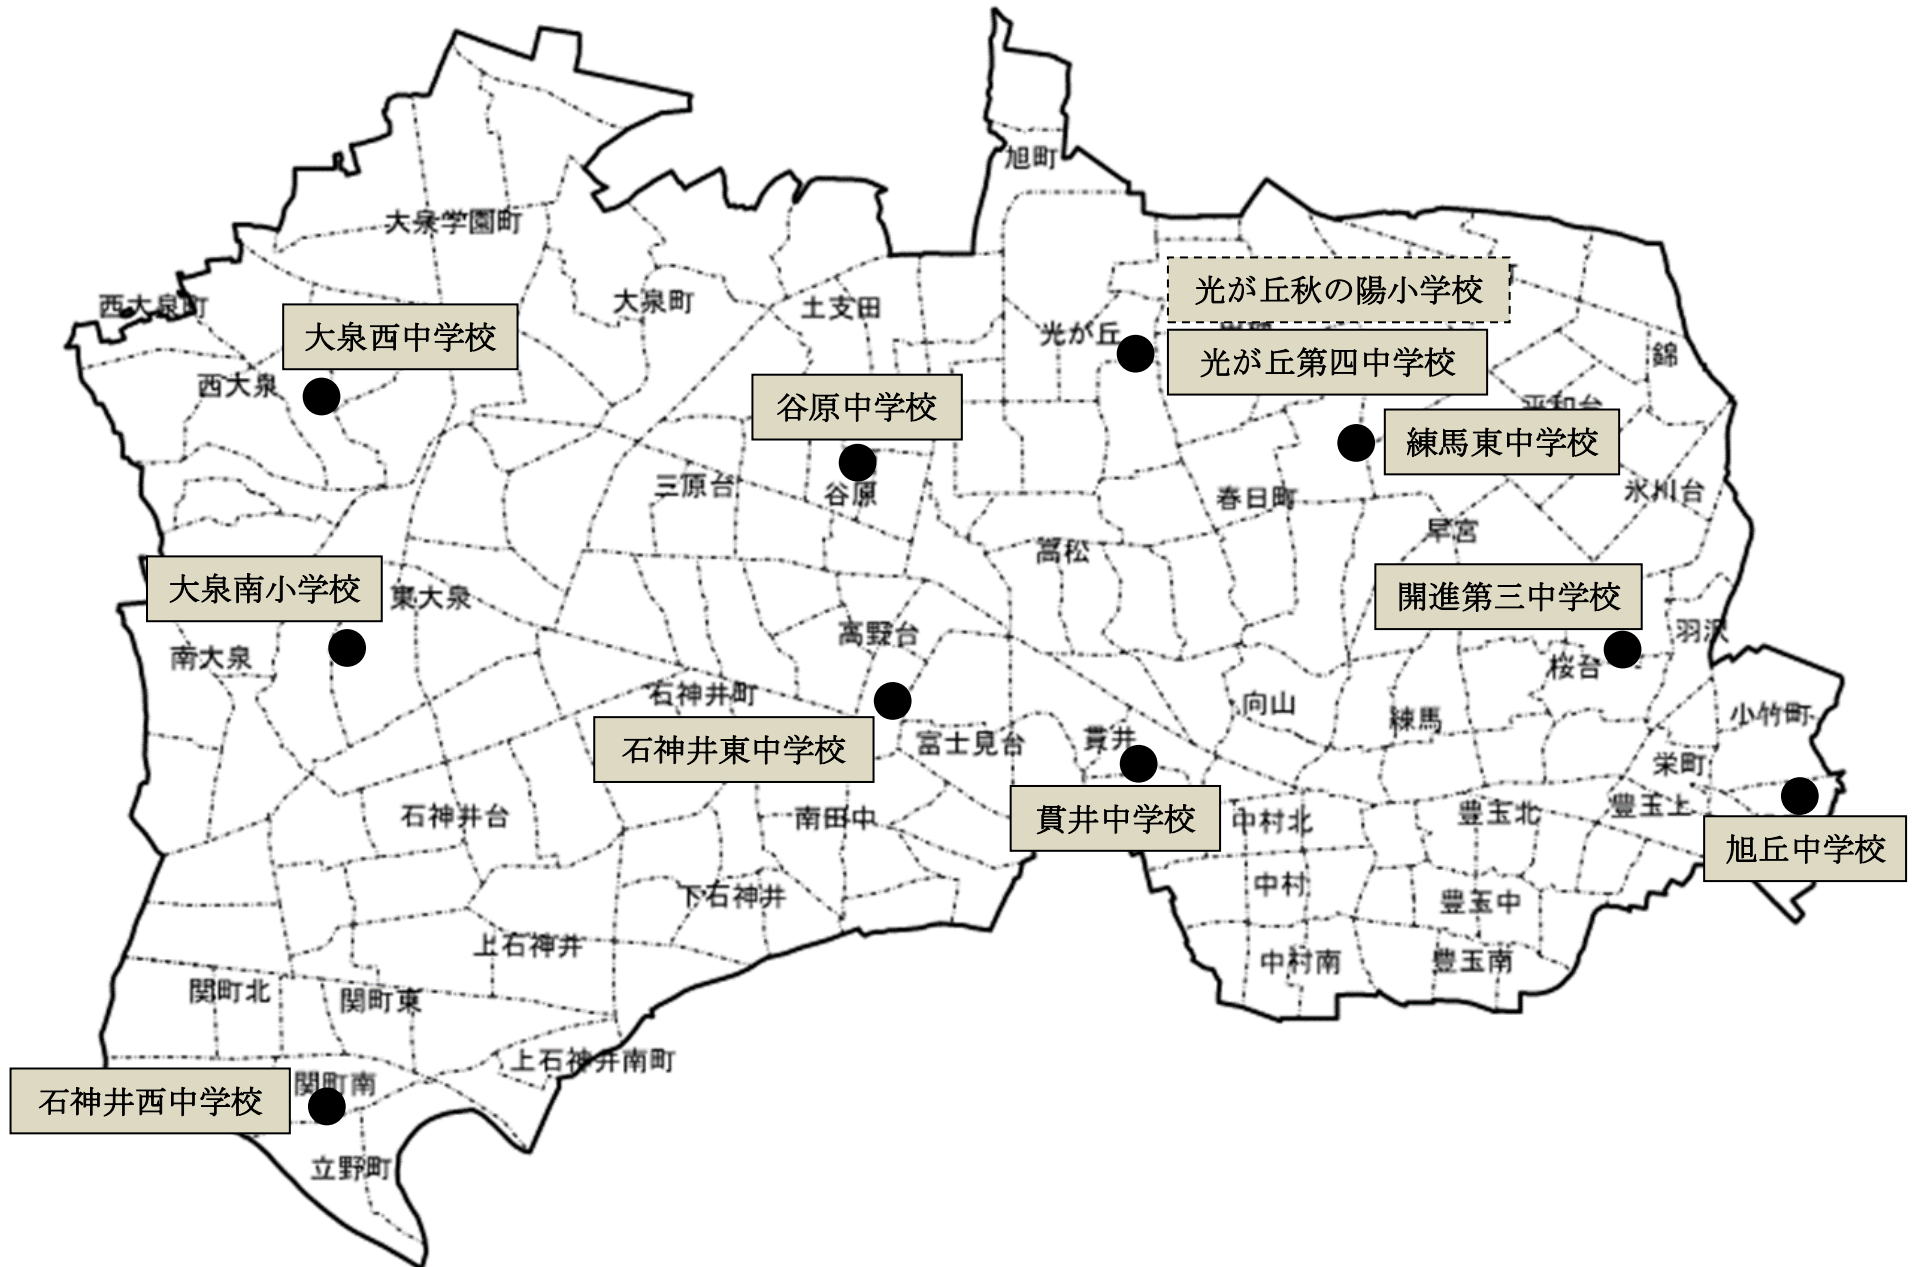 旭町
大泉学園町
光が丘秋の陽小学校
西大泉町
大泉町
土支田
大泉西中学校
光が丘
光が丘第四中学校
錦
西大泉
谷原中学校
平和台
練馬東中学校
三原台
谷原
春日町
氷川台
早宮
高松
大泉南小学校
東大泉
開進第三中学校
高野台
羽沢
南大泉
桜台
石神井町
向山
練馬
小竹町
石神井東中学校
富士見台
貫井
栄町
石神井台
南田中
貫井中学校
中村北
豊玉北
豊玉上
旭丘中学校
下石神井
中村
豊玉中
上石神井
中村南
豊玉南
関町北
関町東
上石神井南町
石神井西中学校
関町南
立野町